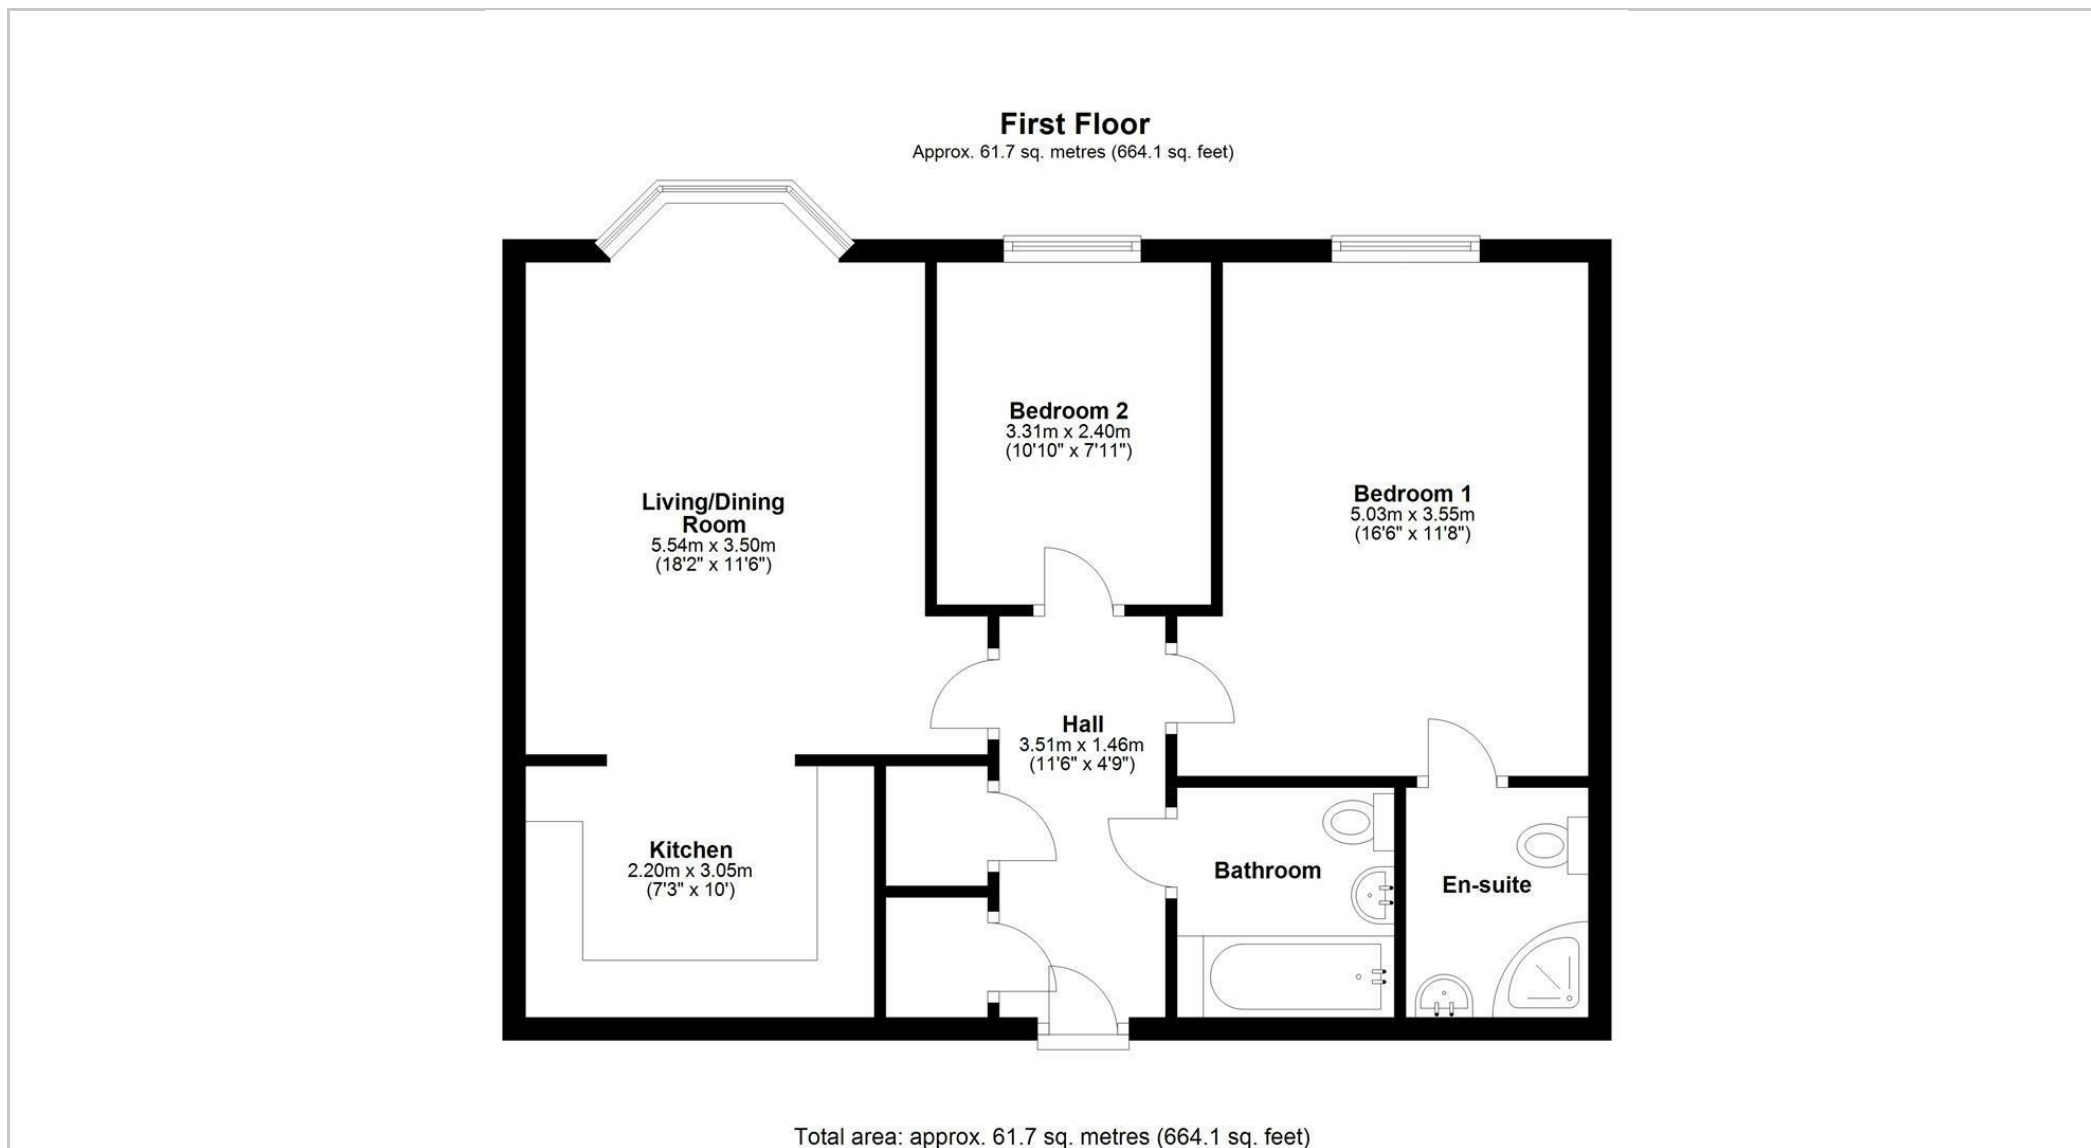 First Floor
Approx. 61.7 sq. metres (664.1 sq. feet)
Bedroom 2
3.31m x 2.40m
(10'10" x 7'11")
Living/Dining
Room
5.54m x 3.50m
(18'2" x 11'6")
Bedroom 1
5.03m x 3.55m
(16'6" x 11'8")
Hall
3.51m x 1.46m
(11'6" x 4'9")
Kitchen
2.20m x 3.05m
(7'3" x 10')
Bathroom
En-suite
Total area: approx. 61.7 sq. metres (664.1 sq. feet)